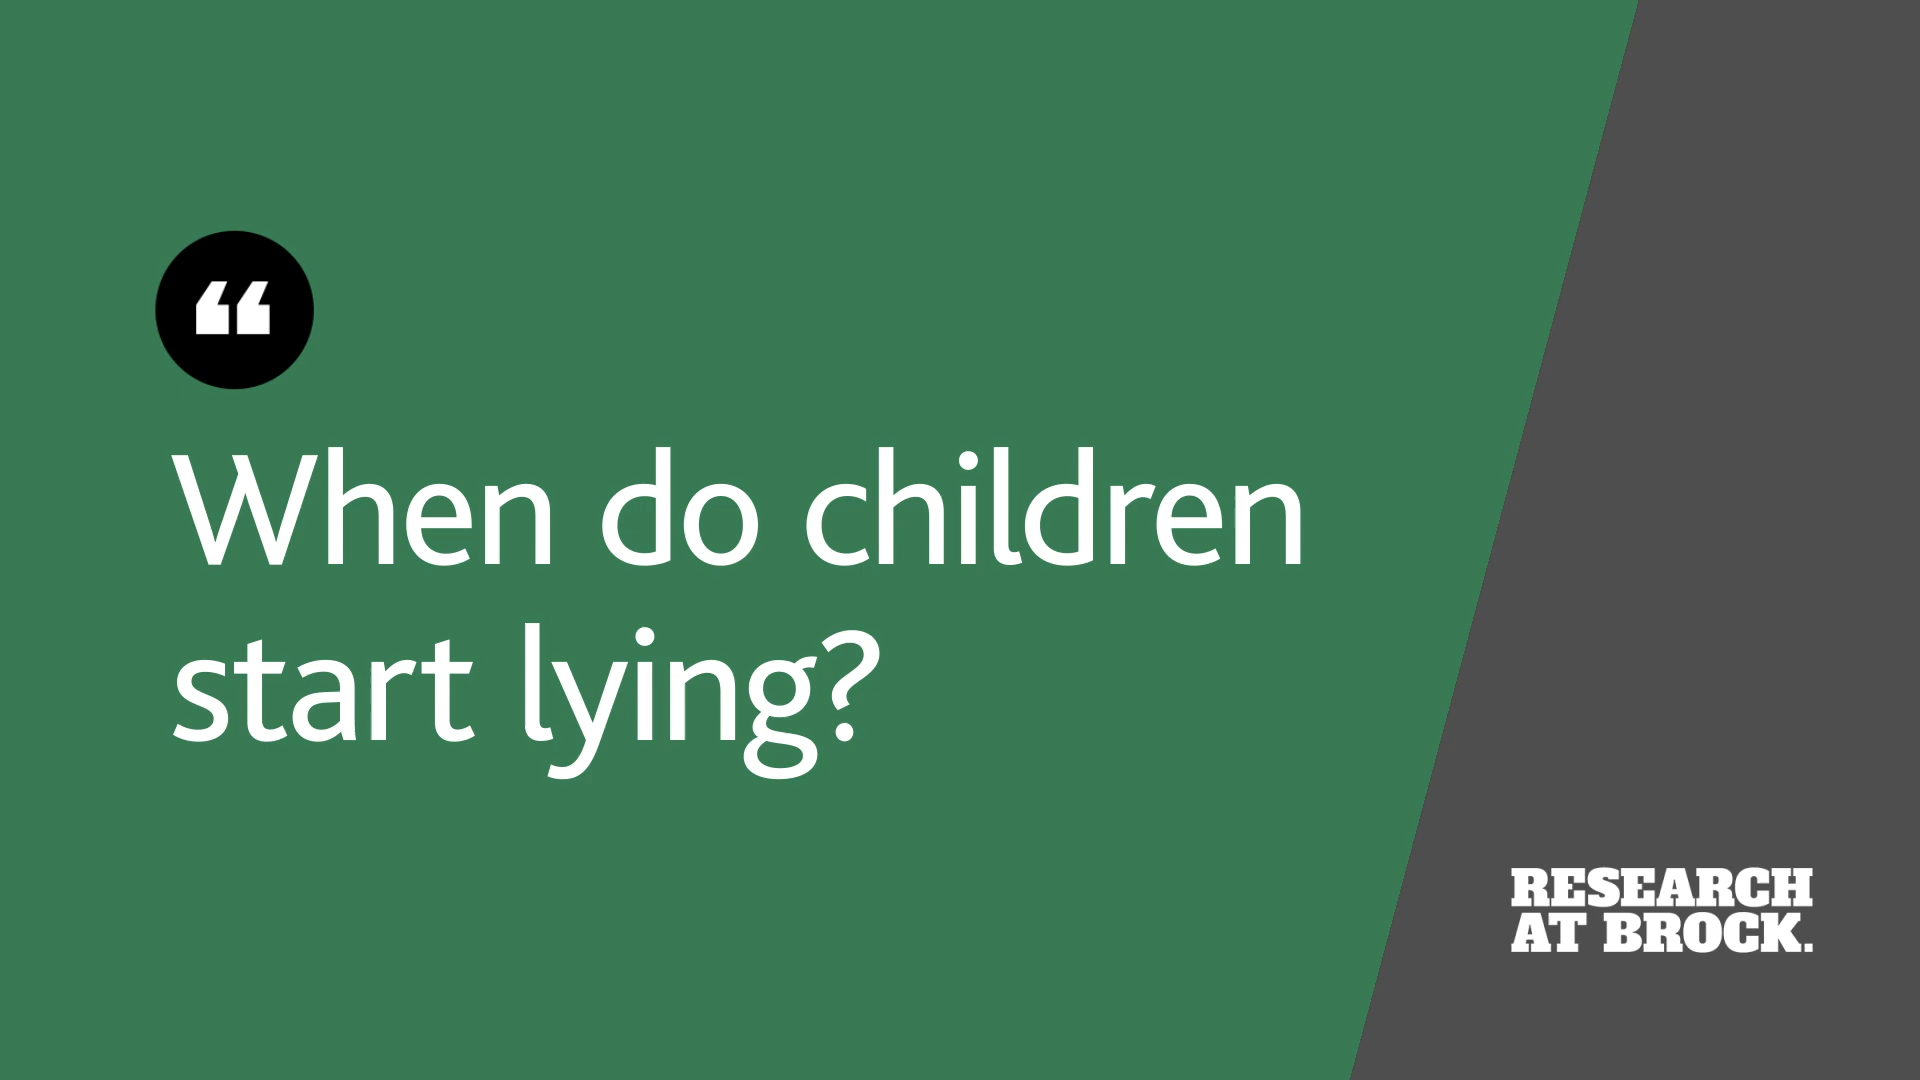 “
When do children
start lying?
RESEARCH
AT BROCK.